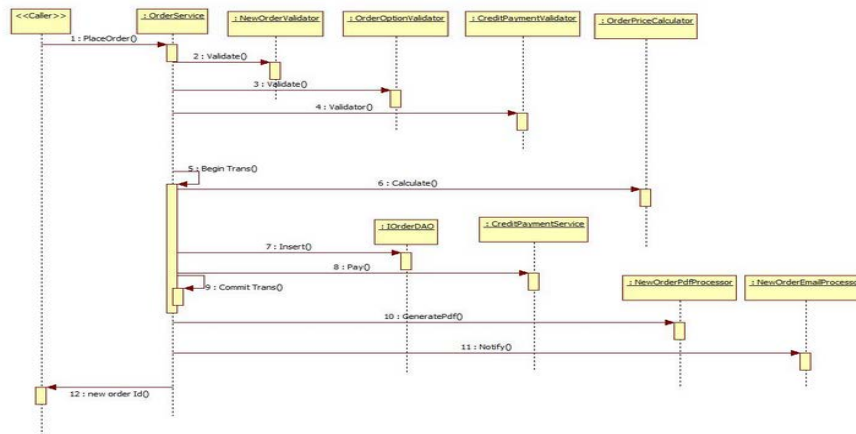 <<Caller>>
: OrderService
: NewOrderValidator
: OrderOptionValidator
: CreditPaymentValidator
: OrderPriceCalculator
1 : PlaceOrder()
2 : Validate()
3 : Validate()
4 : Validator()
5 : Begin Trans()
6 : Calculate()
: IOrderDAO
: CreditPaymentService
7 : Insert()
8 : Pay()
9 : Commit Trans()
: NewOrderPdfProcessor
: NewOrderEmailProcessor
10 : GeneratePdf()
11 : Notify()
12 : new order Id()